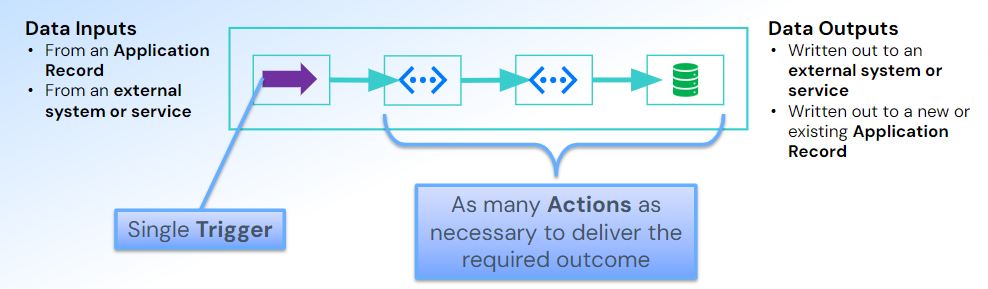 Data Inputs
• From an Application
Record
• From an external
system or service
Single Trigger
As many Actions as
necessary to deliver the
required outcome
Data Outputs
• Written out to an
external system or
service
• Written out to a new or
existing Application
Record